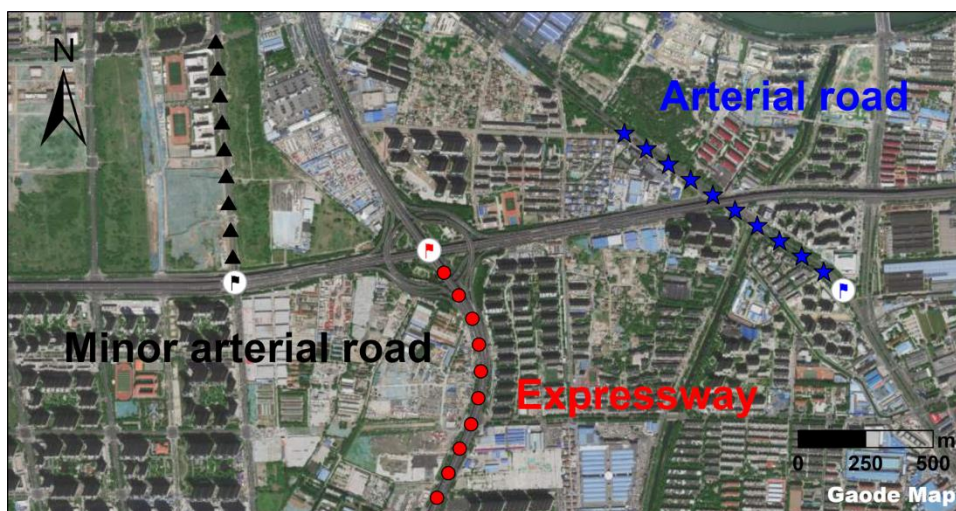 N
Arterial road
Minor arterial road
Expressway
m
0 250 500
Gaode Map